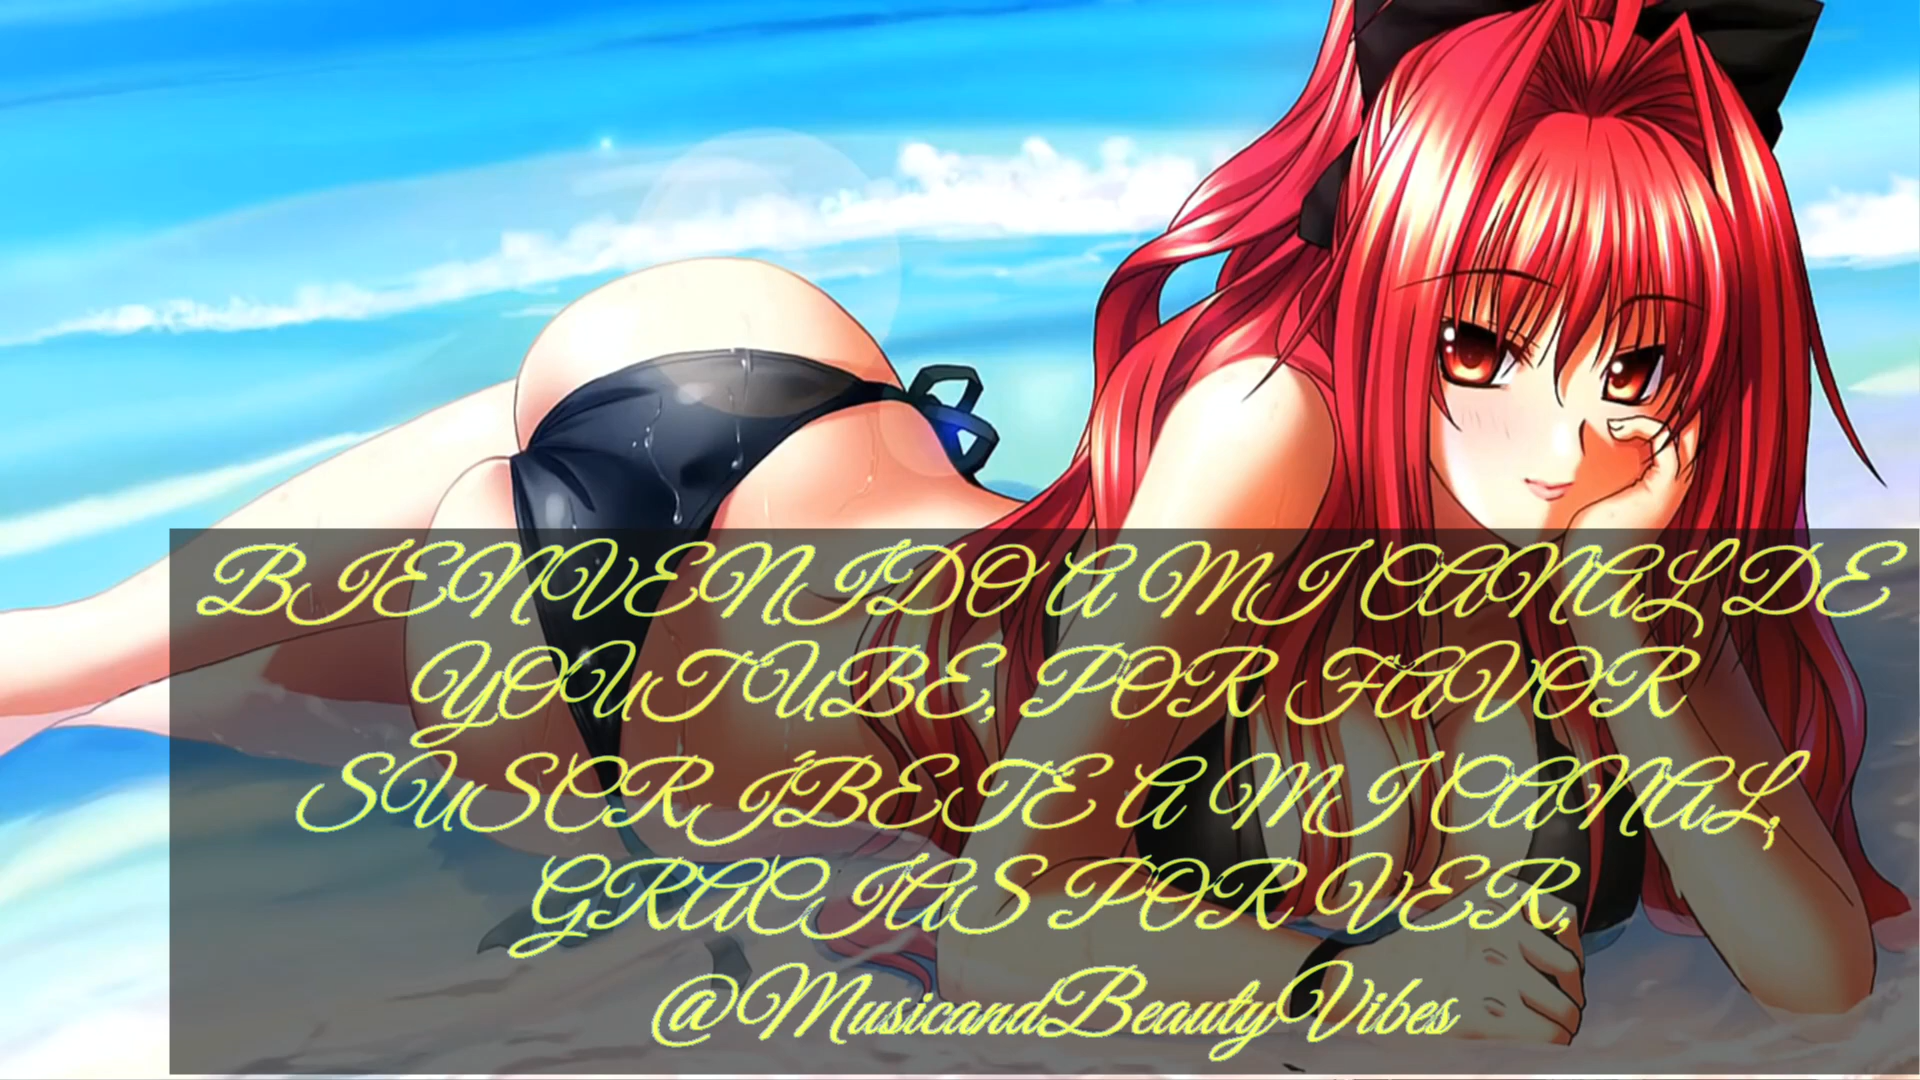 BIENVENIDO A MI CANAL DE
YOUTUBE, POR FAVOR
SUSCRÍBETE A MI CANAL,
GRACIAS POR VER,
@MusicandBeautyVibes